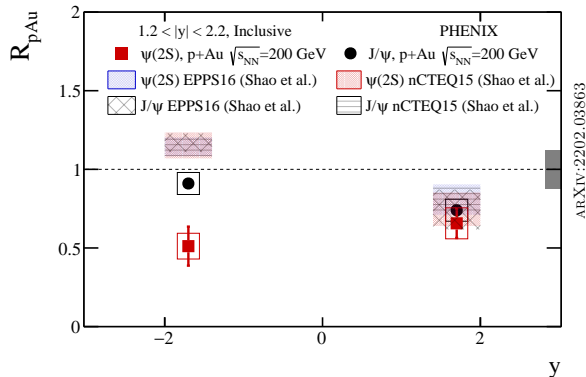 R_pAu
2
1.5
1
0.5
0
−2
0
2
y
1.2 < |y| < 2.2, Inclusive
PHENIX
ψ(2S), p+Au √s_NN=200 GeV
J/ψ, p+Au √s_NN=200 GeV
ψ(2S) EPPS16 (Shao et al.)
ψ(2S) nCTEQ15 (Shao et al.)
J/ψ EPPS16 (Shao et al.)
J/ψ nCTEQ15 (Shao et al.)
ARXIV:2202.03863